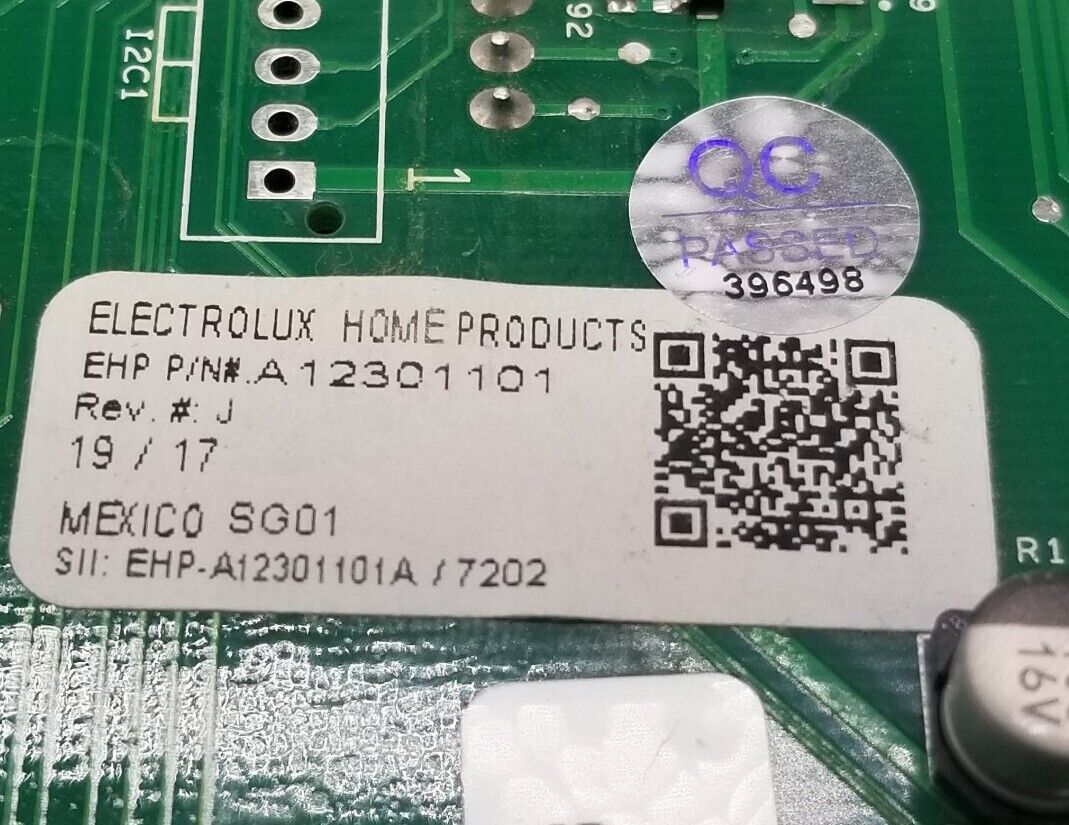 I2C1
92
1
QC
PASSED
396498
ELECTROLUX HOME PRODUCTS
EHP P/N#.A12301101
Rev. #: J
19 / 17
MEXICO SG01
SII: EHP-A12301101A / 7202
R1
16V